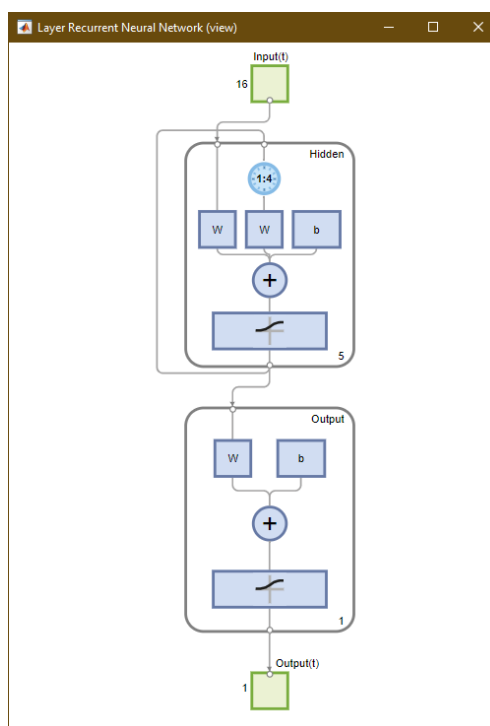 Layer Recurrent Neural Network (view)
Input(t)
16
Hidden
1:4
W W b
+
5
Output
W b
+
1
Output(t)
1